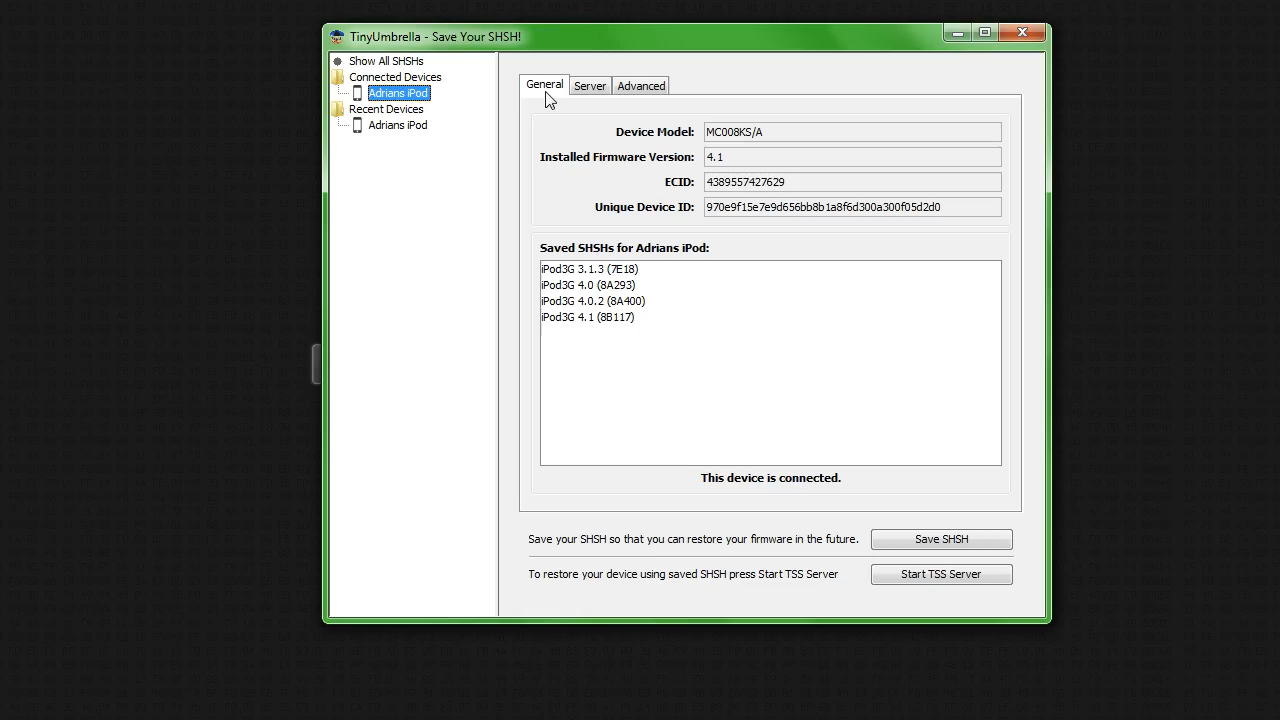 TinyUmbrella - Save Your SHSH!
Show All SHSHs
Connected Devices
Adrians iPod
Recent Devices
Adrians iPod
General
Server
Advanced
Device Model: MC008KS/A
Installed Firmware Version: 4.1
ECID: 4389557427629
Unique Device ID: 970e9f15e7e9d656bb8b1a8f6d300a300f05d2d0
Saved SHSHs for Adrians iPod:
iPod3G 3.1.3 (7E18)
iPod3G 4.0 (8A293)
iPod3G 4.0.2 (8A400)
iPod3G 4.1 (8B117)
This device is connected.
Save your SHSH so that you can restore your firmware in the future. Save SHSH
To restore your device using saved SHSH press Start TSS Server Start TSS Server